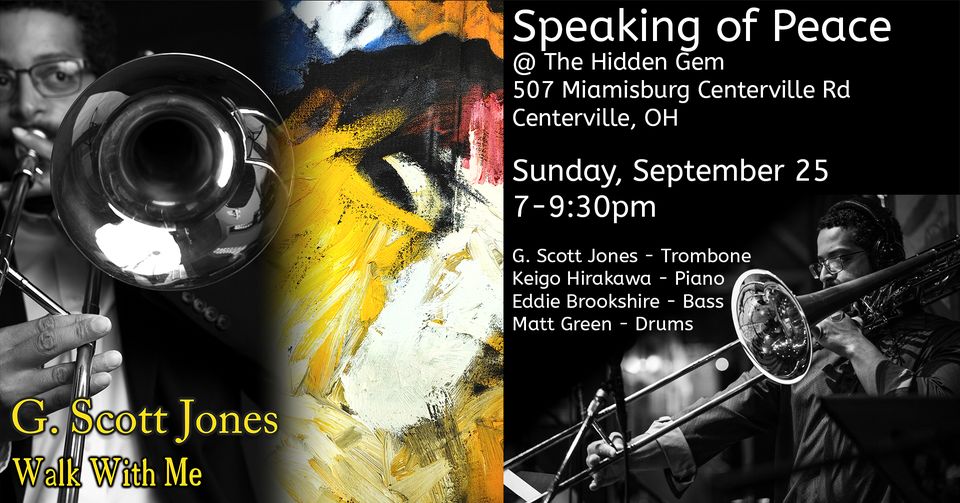 G. Scott Jones
Walk With Me
Speaking of Peace
@ The Hidden Gem
507 Miamisburg Centerville Rd
Centerville, OH
Sunday, September 25
7-9:30pm
G. Scott Jones - Trombone
Keigo Hirakawa - Piano
Eddie Brookshire - Bass
Matt Green - Drums